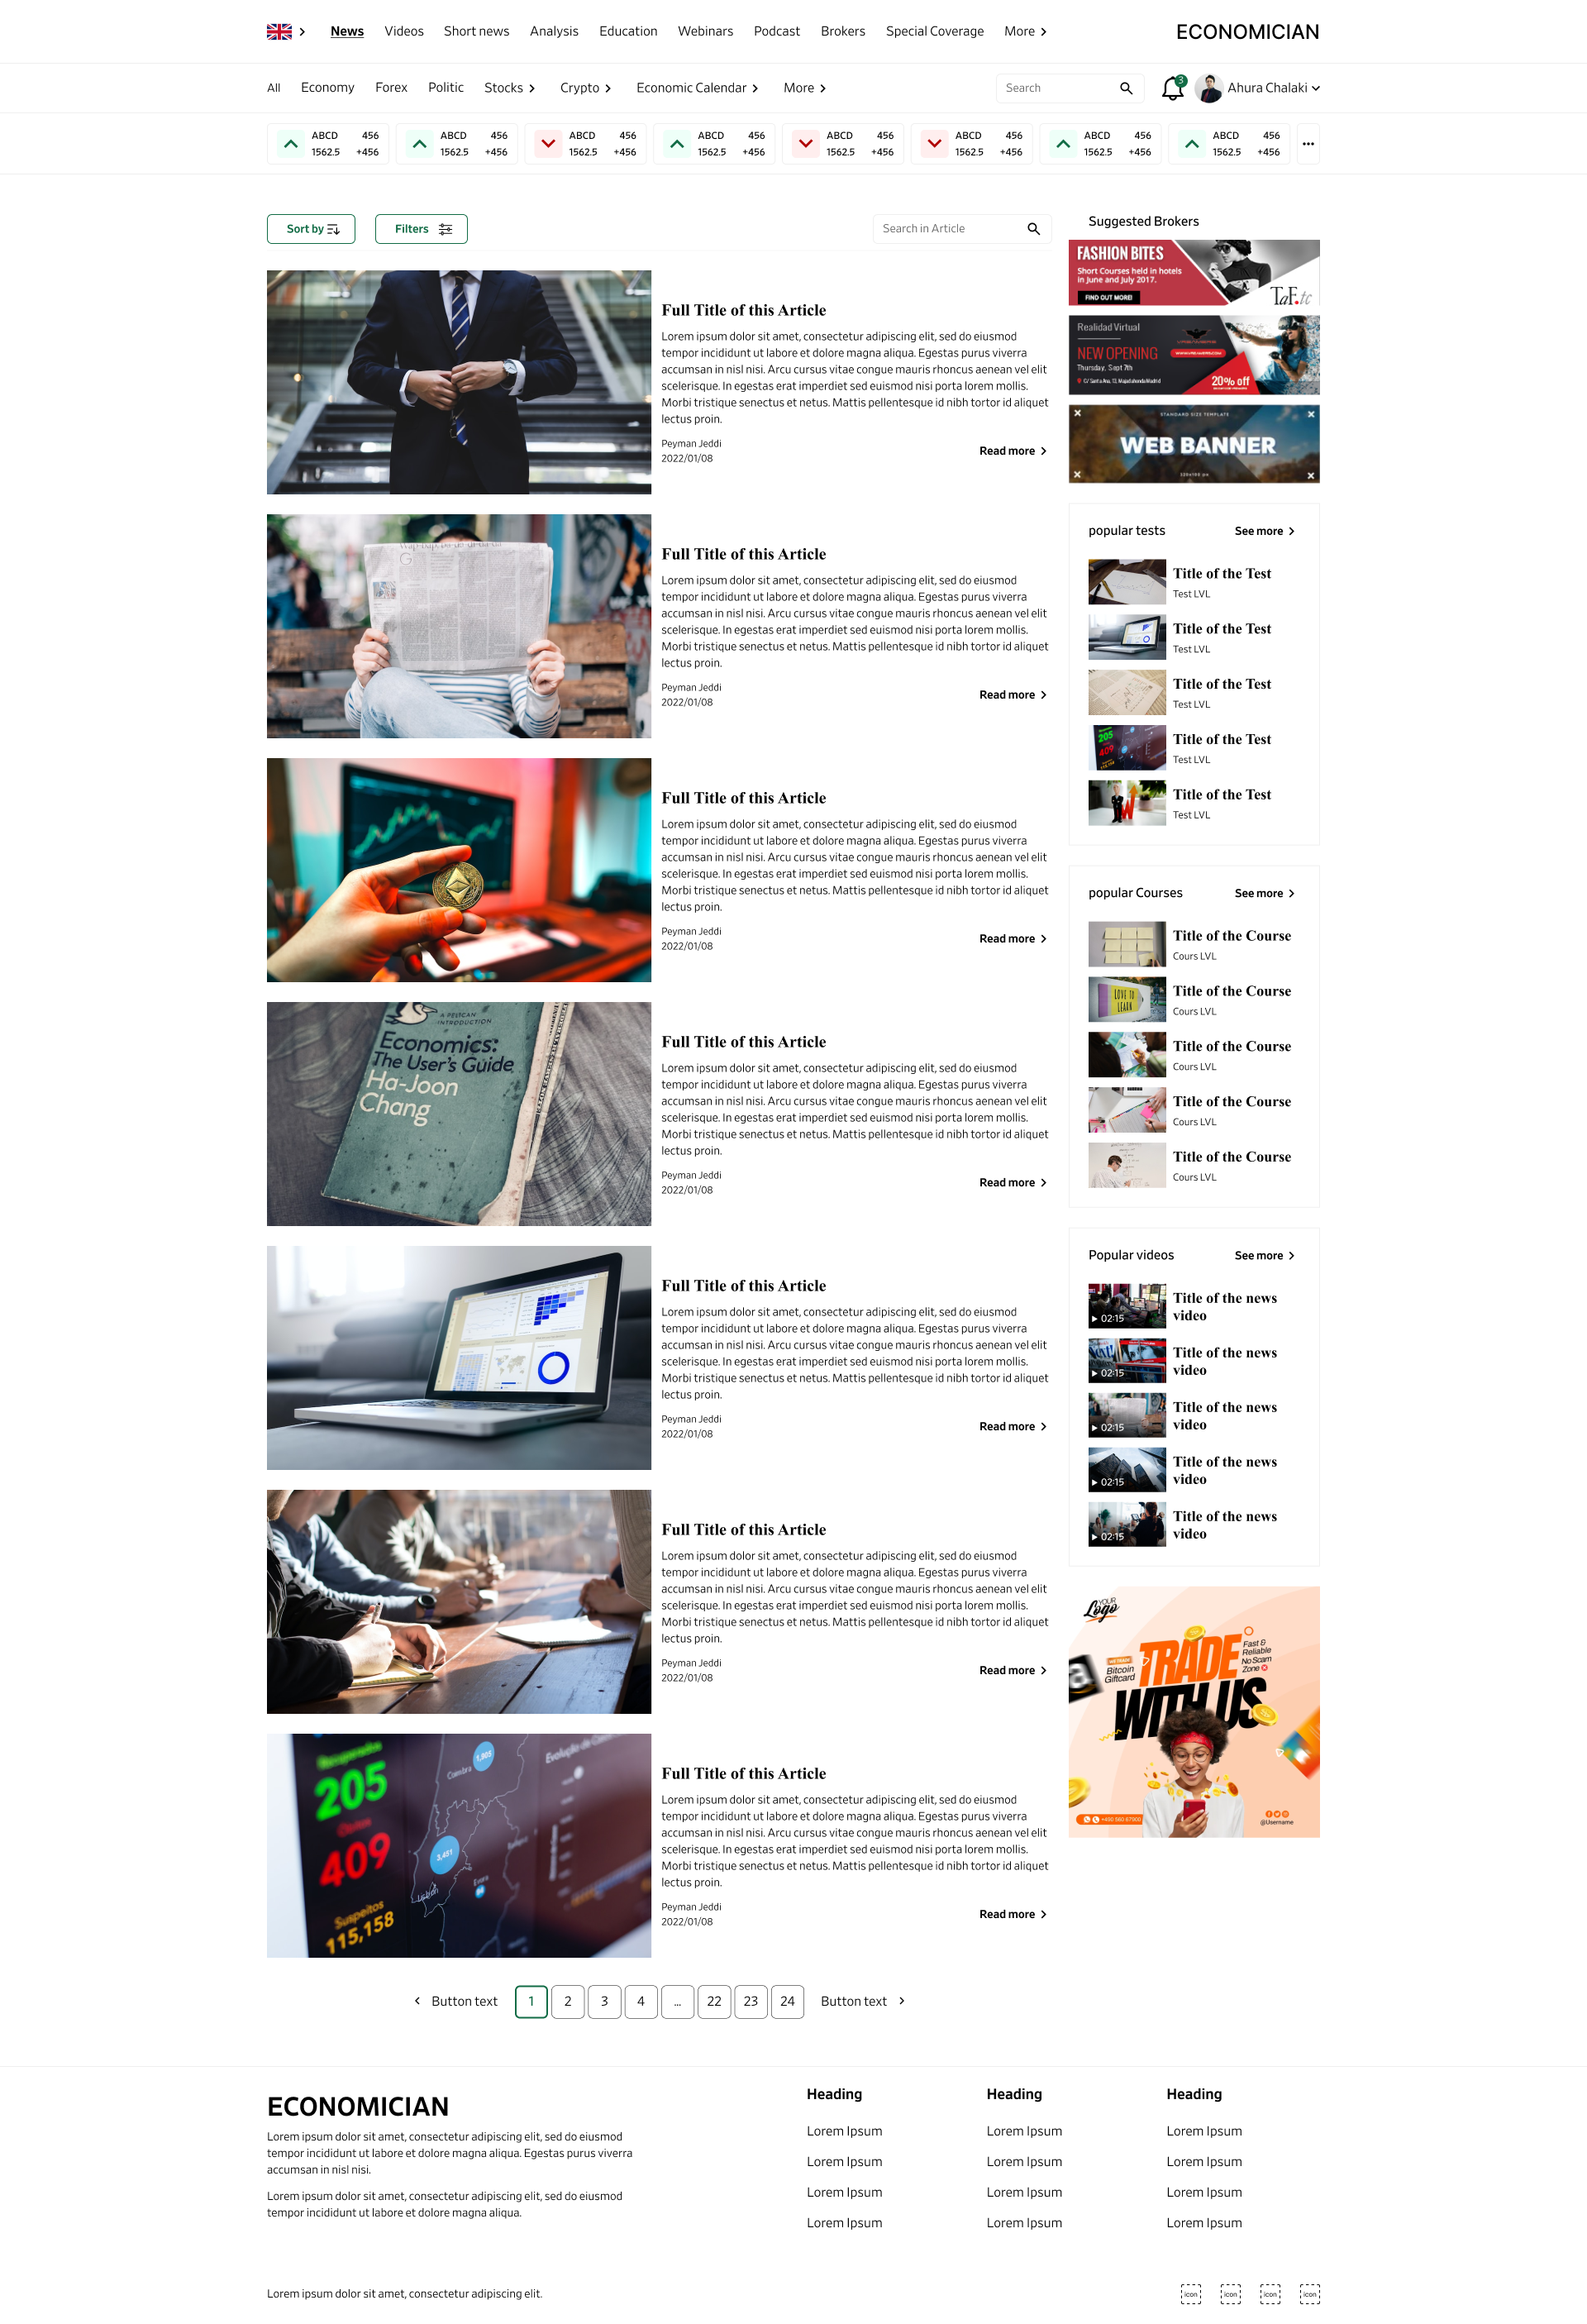 News Videos Short news Analysis Education Webinars Podcast Brokers Special Coverage More ECONOMICIAN
All Economy Forex Politic Stocks Crypto Economic Calendar More Search 3 Ahura Chalaki
ABCD 456 ABCD 456 ABCD 456 ABCD 456 ABCD 456 ABCD 456 ABCD 456 ABCD 456
1562.5 +456 1562.5 +456 1562.5 +456 1562.5 +456 1562.5 +456 1562.5 +456 1562.5 +456 1562.5 +456
Sort by Filters Search in Article
Full Title of this Article
Lorem ipsum dolor sit amet, consectetur adipiscing elit, sed do eiusmod
tempor incididunt ut labore et dolore magna aliqua. Egestas purus viverra
accumsan in nisl nisi. Arcu cursus vitae congue mauris rhoncus aenean vel elit
scelerisque. In egestas erat imperdiet sed euismod nisi porta lorem mollis.
Morbi tristique senectus et netus. Mattis pellentesque id nibh tortor id aliquet
lectus proin.
Peyman Jeddi
2022/01/08
Read more
Full Title of this Article
Lorem ipsum dolor sit amet, consectetur adipiscing elit, sed do eiusmod
tempor incididunt ut labore et dolore magna aliqua. Egestas purus viverra
accumsan in nisl nisi. Arcu cursus vitae congue mauris rhoncus aenean vel elit
scelerisque. In egestas erat imperdiet sed euismod nisi porta lorem mollis.
Morbi tristique senectus et netus. Mattis pellentesque id nibh tortor id aliquet
lectus proin.
Peyman Jeddi
2022/01/08
Read more
Full Title of this Article
Lorem ipsum dolor sit amet, consectetur adipiscing elit, sed do eiusmod
tempor incididunt ut labore et dolore magna aliqua. Egestas purus viverra
accumsan in nisl nisi. Arcu cursus vitae congue mauris rhoncus aenean vel elit
scelerisque. In egestas erat imperdiet sed euismod nisi porta lorem mollis.
Morbi tristique senectus et netus. Mattis pellentesque id nibh tortor id aliquet
lectus proin.
Peyman Jeddi
2022/01/08
Read more
A PELICAN
INTRODUCTION
Economics:
The User's Guide
Ha-Joon
Chang
Full Title of this Article
Lorem ipsum dolor sit amet, consectetur adipiscing elit, sed do eiusmod
tempor incididunt ut labore et dolore magna aliqua. Egestas purus viverra
accumsan in nisl nisi. Arcu cursus vitae congue mauris rhoncus aenean vel elit
scelerisque. In egestas erat imperdiet sed euismod nisi porta lorem mollis.
Morbi tristique senectus et netus. Mattis pellentesque id nibh tortor id aliquet
lectus proin.
Peyman Jeddi
2022/01/08
Read more
Full Title of this Article
Lorem ipsum dolor sit amet, consectetur adipiscing elit, sed do eiusmod
tempor incididunt ut labore et dolore magna aliqua. Egestas purus viverra
accumsan in nisl nisi. Arcu cursus vitae congue mauris rhoncus aenean vel elit
scelerisque. In egestas erat imperdiet sed euismod nisi porta lorem mollis.
Morbi tristique senectus et netus. Mattis pellentesque id nibh tortor id aliquet
lectus proin.
Peyman Jeddi
2022/01/08
Read more
Full Title of this Article
Lorem ipsum dolor sit amet, consectetur adipiscing elit, sed do eiusmod
tempor incididunt ut labore et dolore magna aliqua. Egestas purus viverra
accumsan in nisl nisi. Arcu cursus vitae congue mauris rhoncus aenean vel elit
scelerisque. In egestas erat imperdiet sed euismod nisi porta lorem mollis.
Morbi tristique senectus et netus. Mattis pellentesque id nibh tortor id aliquet
lectus proin.
Peyman Jeddi
2022/01/08
Read more
Recuperados
205
Óbitos
409
Suspeitos
115,158
1,903
Coimbra
3,451
Lisbon
Evora
Evolução de
Full Title of this Article
Lorem ipsum dolor sit amet, consectetur adipiscing elit, sed do eiusmod
tempor incididunt ut labore et dolore magna aliqua. Egestas purus viverra
accumsan in nisl nisi. Arcu cursus vitae congue mauris rhoncus aenean vel elit
scelerisque. In egestas erat imperdiet sed euismod nisi porta lorem mollis.
Morbi tristique senectus et netus. Mattis pellentesque id nibh tortor id aliquet
lectus proin.
Peyman Jeddi
2022/01/08
Read more
Button text 1 2 3 4 ... 22 23 24 Button text
Suggested Brokers
FASHION BITES
Short Courses held in hotels
in June and July 2017.
FIND OUT MORE!
TaF.tc
Realidad Virtual
NEW OPENING
Thursday, Sept 7th
C/ Santa Ana, 12, Majadahonda Madrid
20% off
STANDARD SIZE TEMPLATE
WEB BANNER
popular tests See more
Title of the Test
Test LVL
Title of the Test
Test LVL
Title of the Test
Test LVL
205
409
Title of the Test
Test LVL
Title of the Test
Test LVL
popular Courses See more
Title of the Course
Cours LVL
LOVE TO
LEARN
Title of the Course
Cours LVL
Title of the Course
Cours LVL
Title of the Course
Cours LVL
Title of the Course
Cours LVL
Popular videos See more
02:15
Title of the news
video
02:15
Title of the news
video
02:15
Title of the news
video
02:15
Title of the news
video
02:15
Title of the news
video
YOUR
Logo
WE TRADE
Bitcoin
Giftcard
TRADE
WITH US
Fast &
Reliable
No Scam
Zone
@Username
ECONOMICIAN
Lorem ipsum dolor sit amet, consectetur adipiscing elit, sed do eiusmod
tempor incididunt ut labore et dolore magna aliqua. Egestas purus viverra
accumsan in nisl nisi.
Lorem ipsum dolor sit amet, consectetur adipiscing elit, sed do eiusmod
tempor incididunt ut labore et dolore magna aliqua.
Heading
Lorem Ipsum
Lorem Ipsum
Lorem Ipsum
Lorem Ipsum
Heading
Lorem Ipsum
Lorem Ipsum
Lorem Ipsum
Lorem Ipsum
Heading
Lorem Ipsum
Lorem Ipsum
Lorem Ipsum
Lorem Ipsum
Lorem ipsum dolor sit amet, consectetur adipiscing elit.
icon icon icon icon